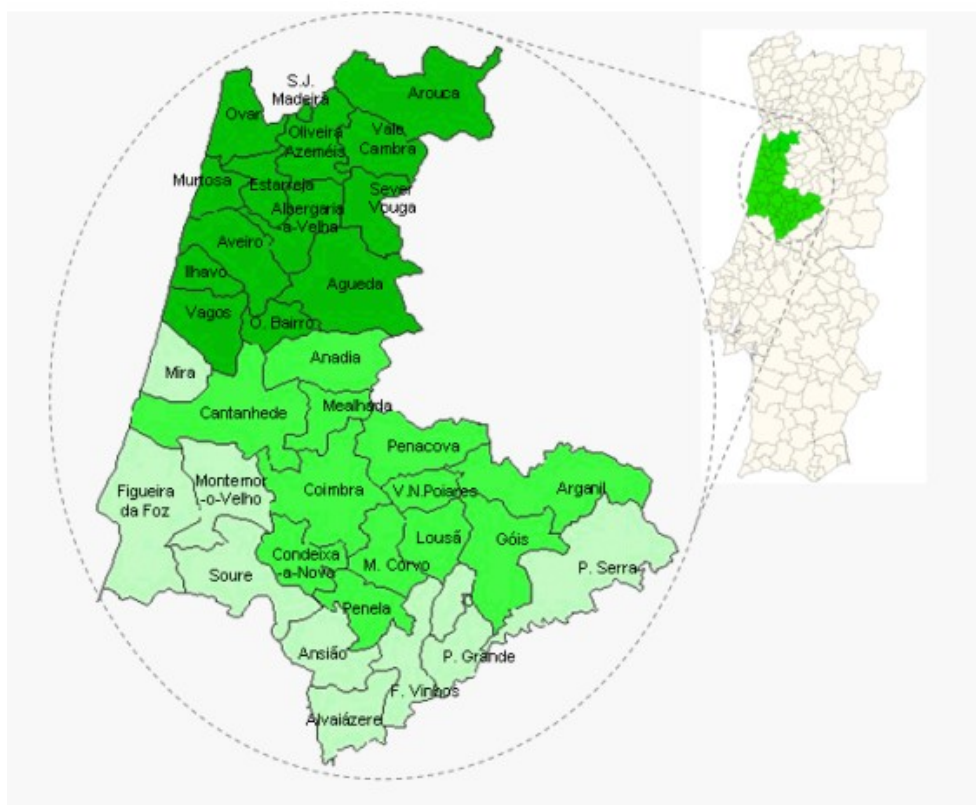 S.J.
Madeira
Arouca
Ovar
Oliveira
Azeméis
Vale
Cambra
Murtosa
Estarreja
Sever
Vouga
Albergaria
-a-Velha
Aveiro
Ilhavo
Agueda
Vagos
O. Bairro
Anadia
Mira
Cantanhede
Mealhada
Penacova
Montemor
-o-Velho
Figueira
da Foz
Coimbra
V.N.Poiares
Arganil
Lousã
Góis
Condeixa
-a-Nova
M. Corvo
P. Serra
Soure
Penela
Ansião
P. Grande
F. Vinhos
Alvaiázere